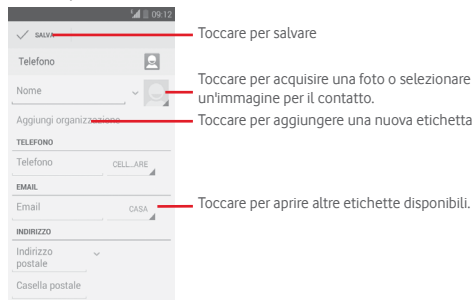 09:12
SALVA
Toccare per salvare
Telefono
Nome
Toccare per acquisire una foto o selezionare
un'immagine per il contatto.
Aggiungi organizzazione
Toccare per aggiungere una nuova etichetta
TELEFONO
Telefono
CELL...ARE
EMAIL
Email
CASA
Toccare per aprire altre etichette disponibili.
INDIRIZZO
Indirizzo
postale
Casella postale